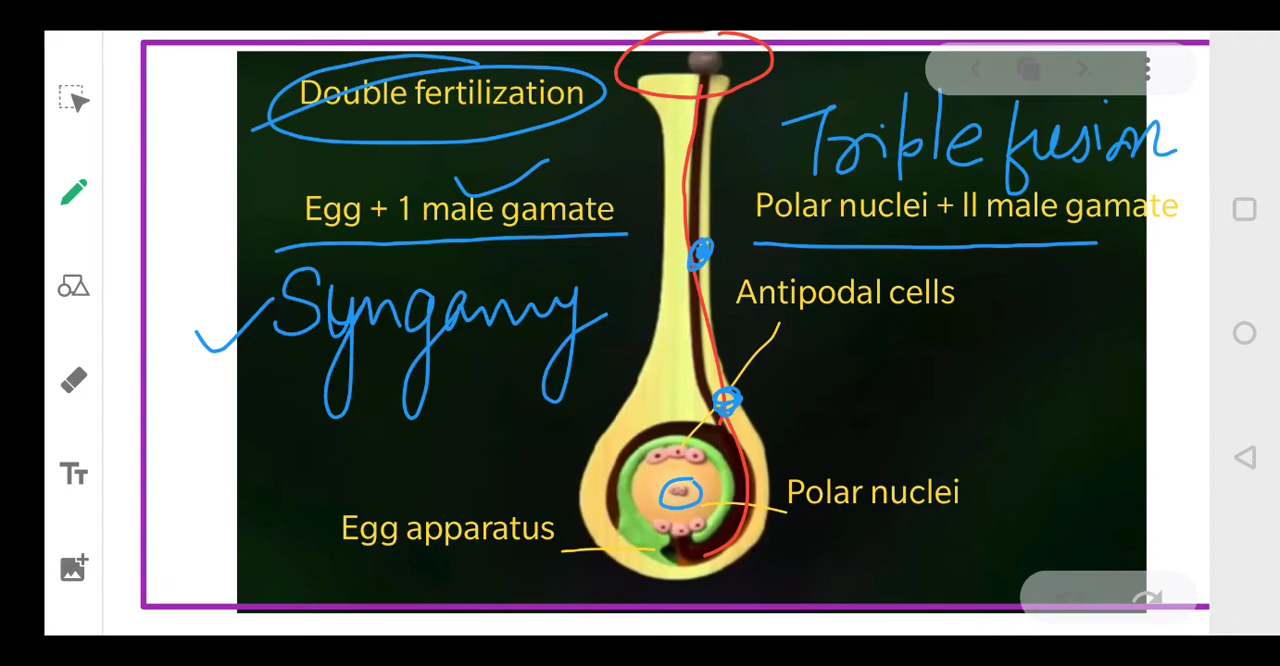 Double fertilization
Triple fusion
Egg + 1 male gamate
Polar nuclei + II male gamate
Syngamy
Antipodal cells
Polar nuclei
Egg apparatus
TT